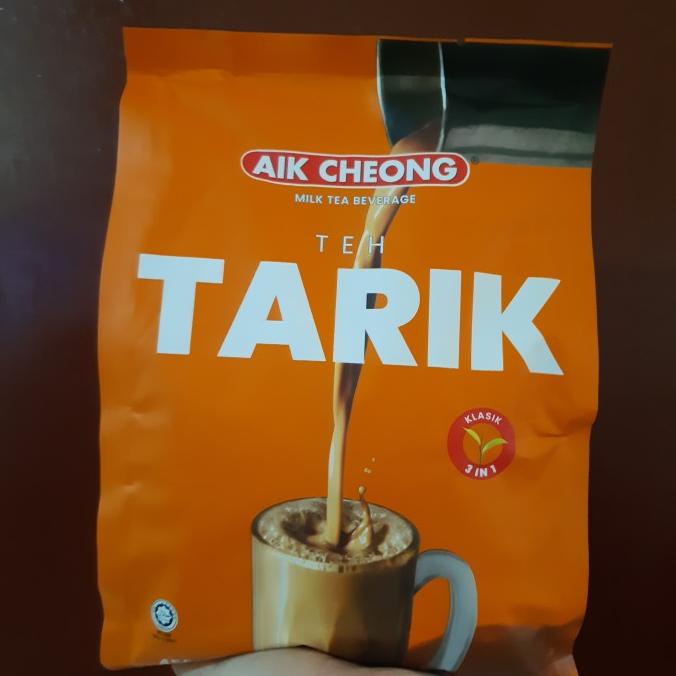 AIK CHEONG®
MILK TEA BEVERAGE
TEH
TARIK
KLASIK
3 IN 1